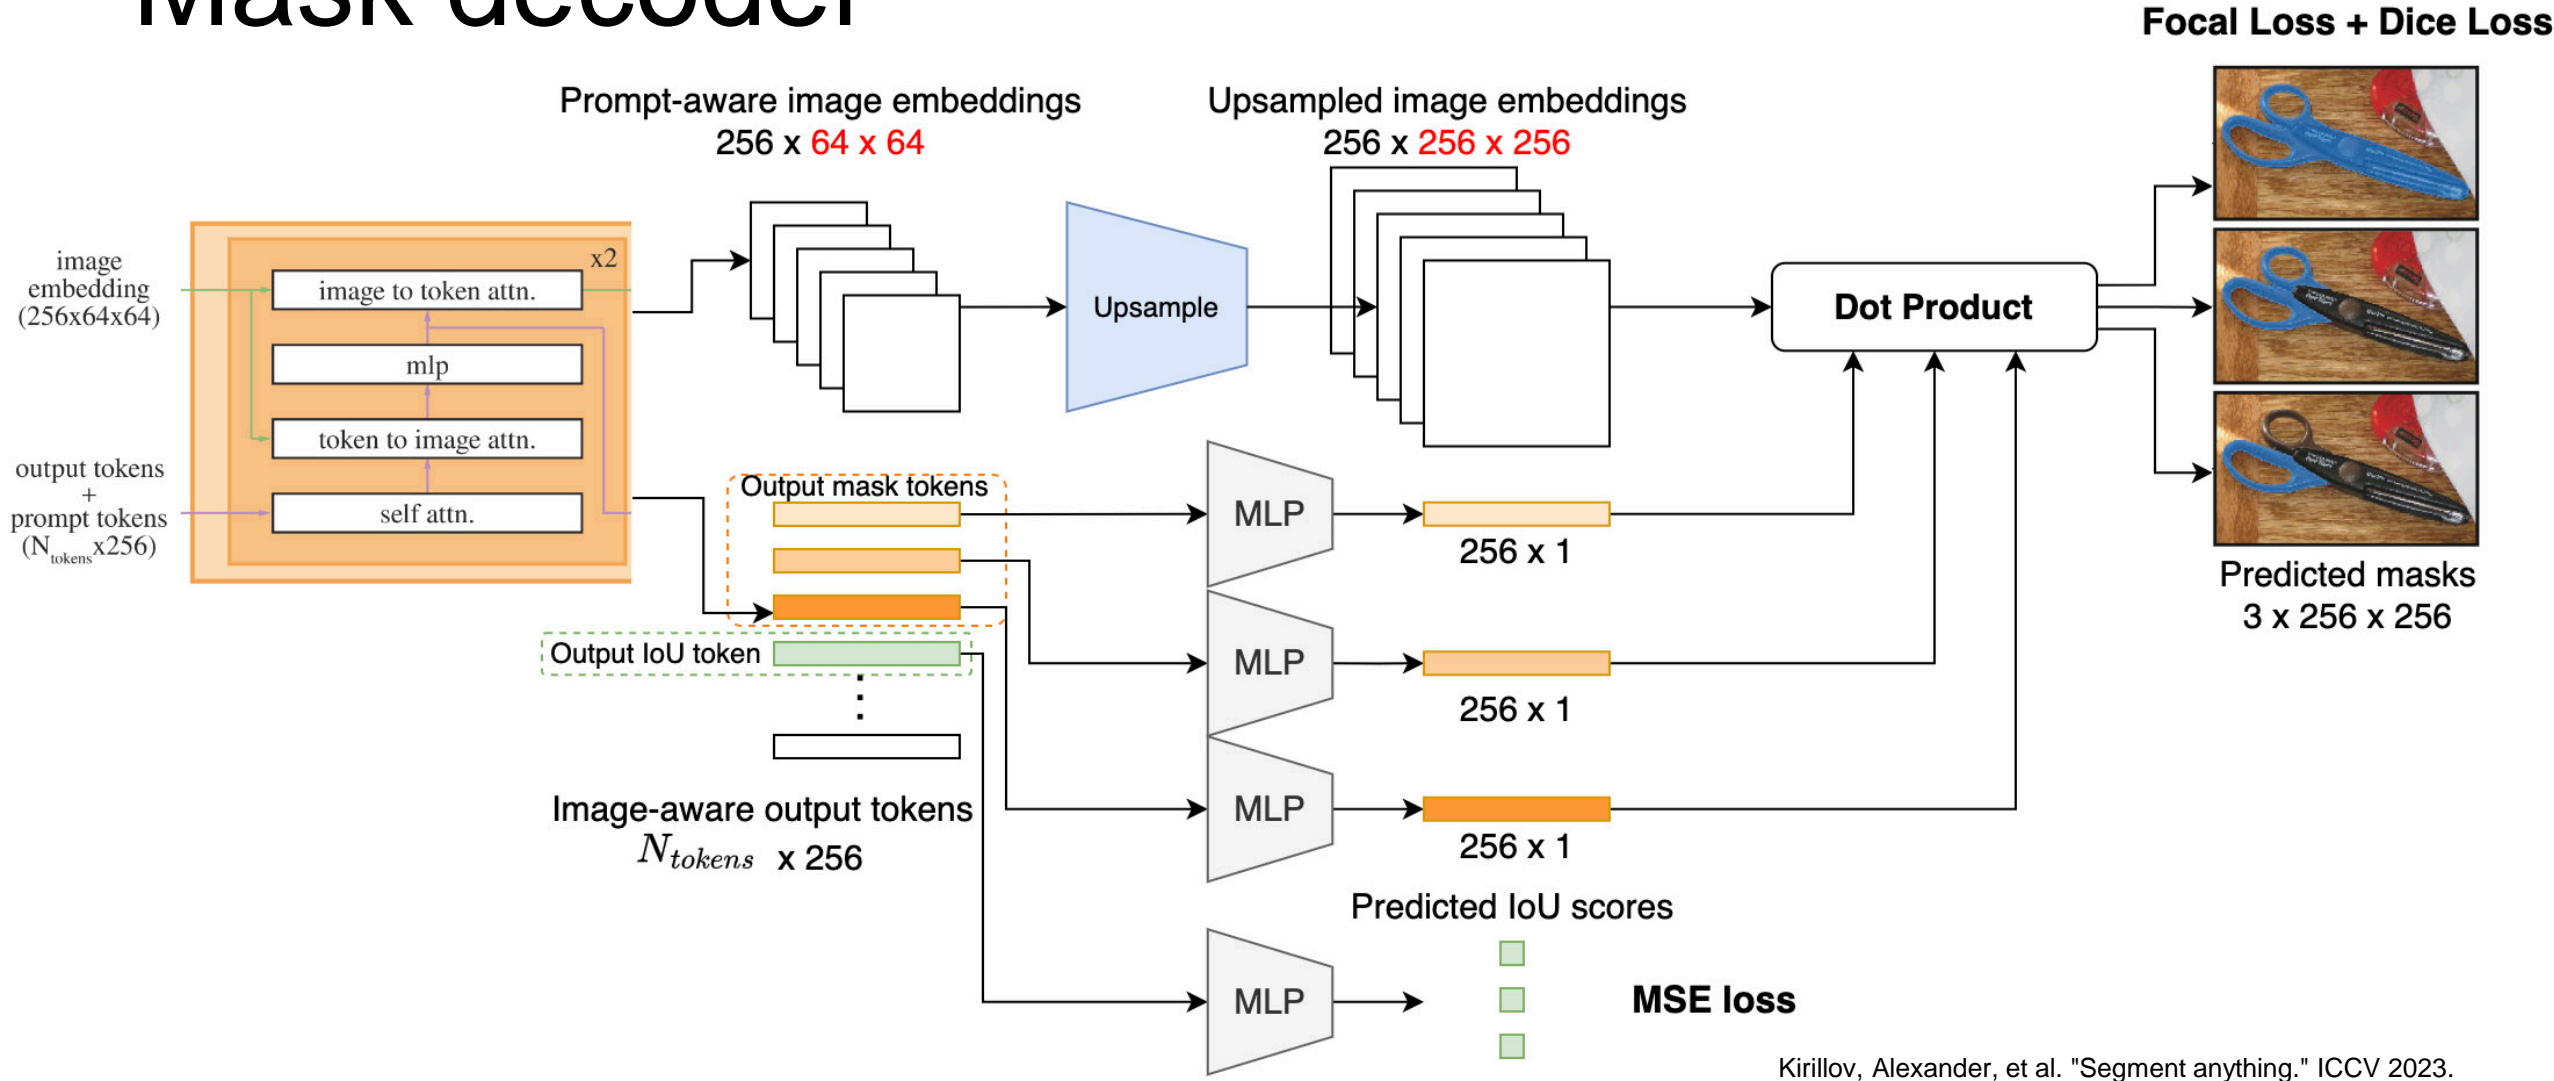 Mask decoder
Focal Loss + Dice Loss
Prompt-aware image embeddings
256 x 64 x 64
Upsampled image embeddings
256 x 256 x 256
image
embedding
(256x64x64)
x2
image to token attn.
mlp
token to image attn.
self attn.
output tokens
+
prompt tokens
(Ntokensx256)
Upsample
Dot Product
Output mask tokens
Output IoU token
Image-aware output tokens
Ntokens x 256
MLP
256 x 1
MLP
256 x 1
MLP
256 x 1
Predicted masks
3 x 256 x 256
Predicted IoU scores
MLP
MSE loss
Kirillov, Alexander, et al. "Segment anything." ICCV 2023.